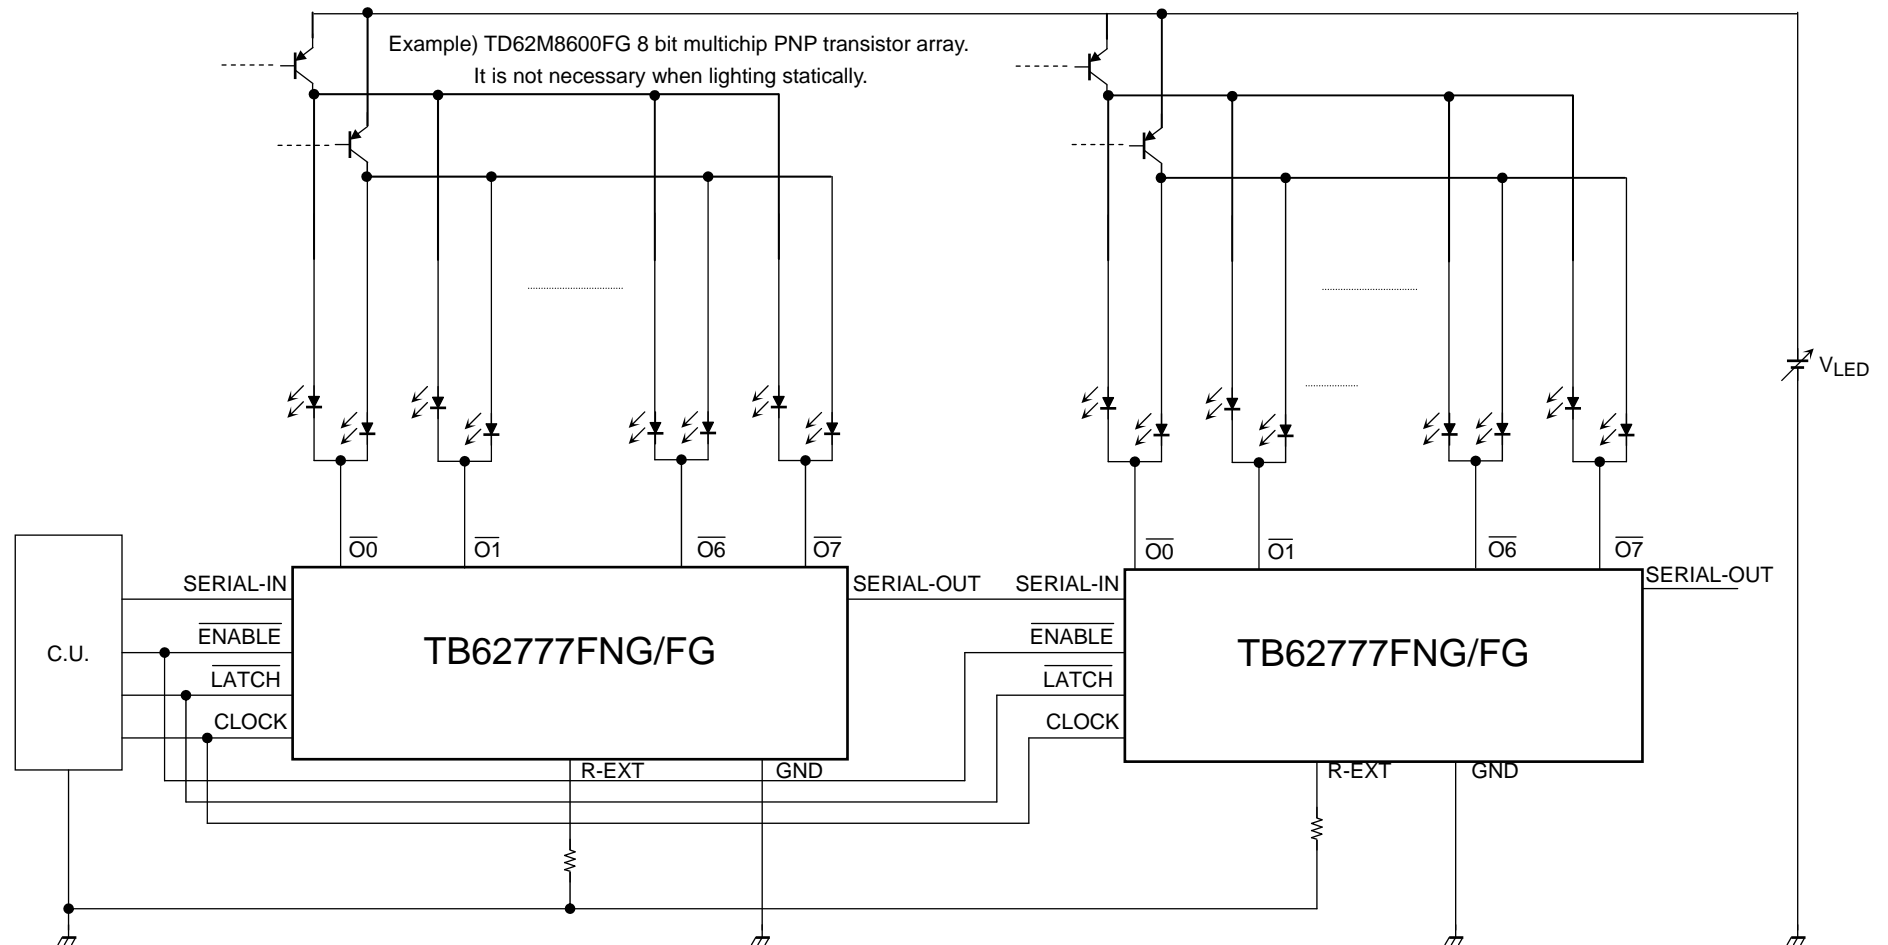 Example) TD62M8600FG 8 bit multichip PNP transistor array.
It is not necessary when lighting statically.
VLED
O0 O1 O6 O7 O0 O1 O6 O7
SERIAL-IN SERIAL-OUT SERIAL-IN SERIAL-OUT
ENABLE ENABLE
C.U. TB62777FNG/FG TB62777FNG/FG
LATCH LATCH
CLOCK CLOCK
R-EXT GND R-EXT GND